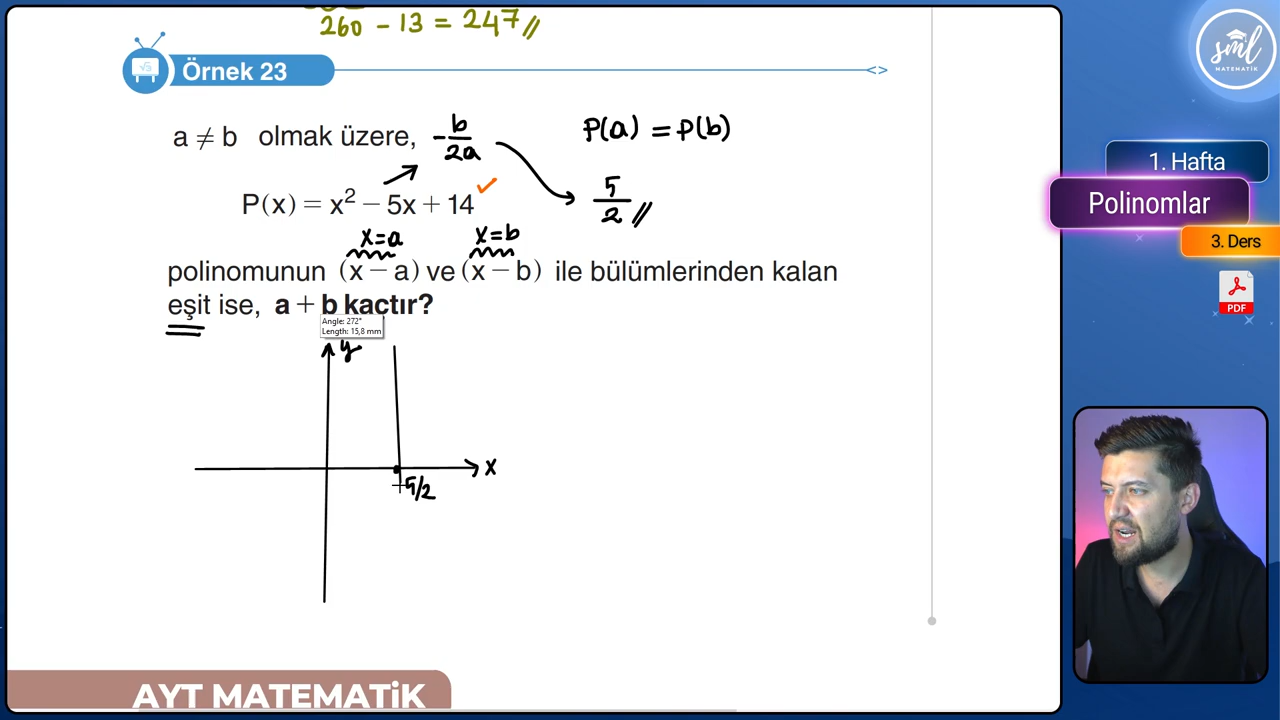 260 - 13 = 247 //
√5
Örnek 23
<>
a ≠ b olmak üzere, -b/2a
P(a) = P(b)
P(x) = x² − 5x + 14
5/2 //
x=a x=b
polinomunun (x − a) ve (x − b) ile bülümlerinden kalan
eşit ise, a + b kaçtır?
Angle: 272°
Length: 15,8 mm
y
x
5/2
AYT MATEMATİK
sml
MATEMATİK
1. Hafta
Polinomlar
3. Ders
PDF